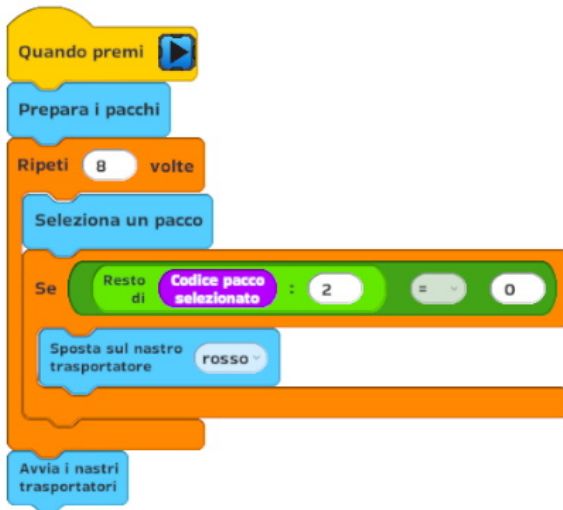 Quando premi
Prepara i pacchi
Ripeti 8 volte
Seleziona un pacco
Se Resto di Codice pacco selezionato : 2 = 0
Sposta sul nastro trasportatore rosso
Avvia i nastri
trasportatori